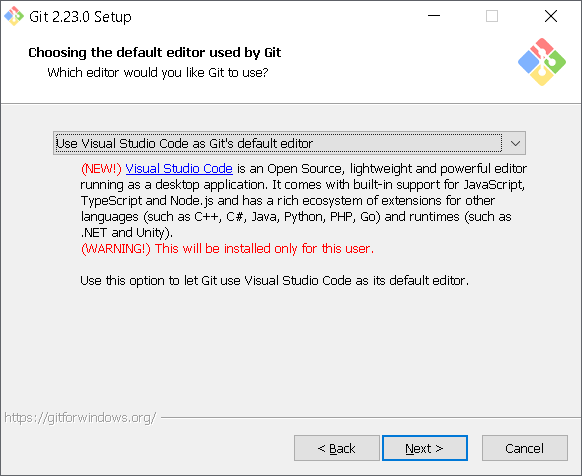 Git 2.23.0 Setup
Choosing the default editor used by Git
Which editor would you like Git to use?
Use Visual Studio Code as Git's default editor
(NEW!) Visual Studio Code is an Open Source, lightweight and powerful editor
running as a desktop application. It comes with built-in support for JavaScript,
TypeScript and Node.js and has a rich ecosystem of extensions for other
languages (such as C++, C#, Java, Python, PHP, Go) and runtimes (such as
.NET and Unity).
(WARNING!) This will be installed only for this user.
Use this option to let Git use Visual Studio Code as its default editor.
https://gitforwindows.org/
< Back Next > Cancel